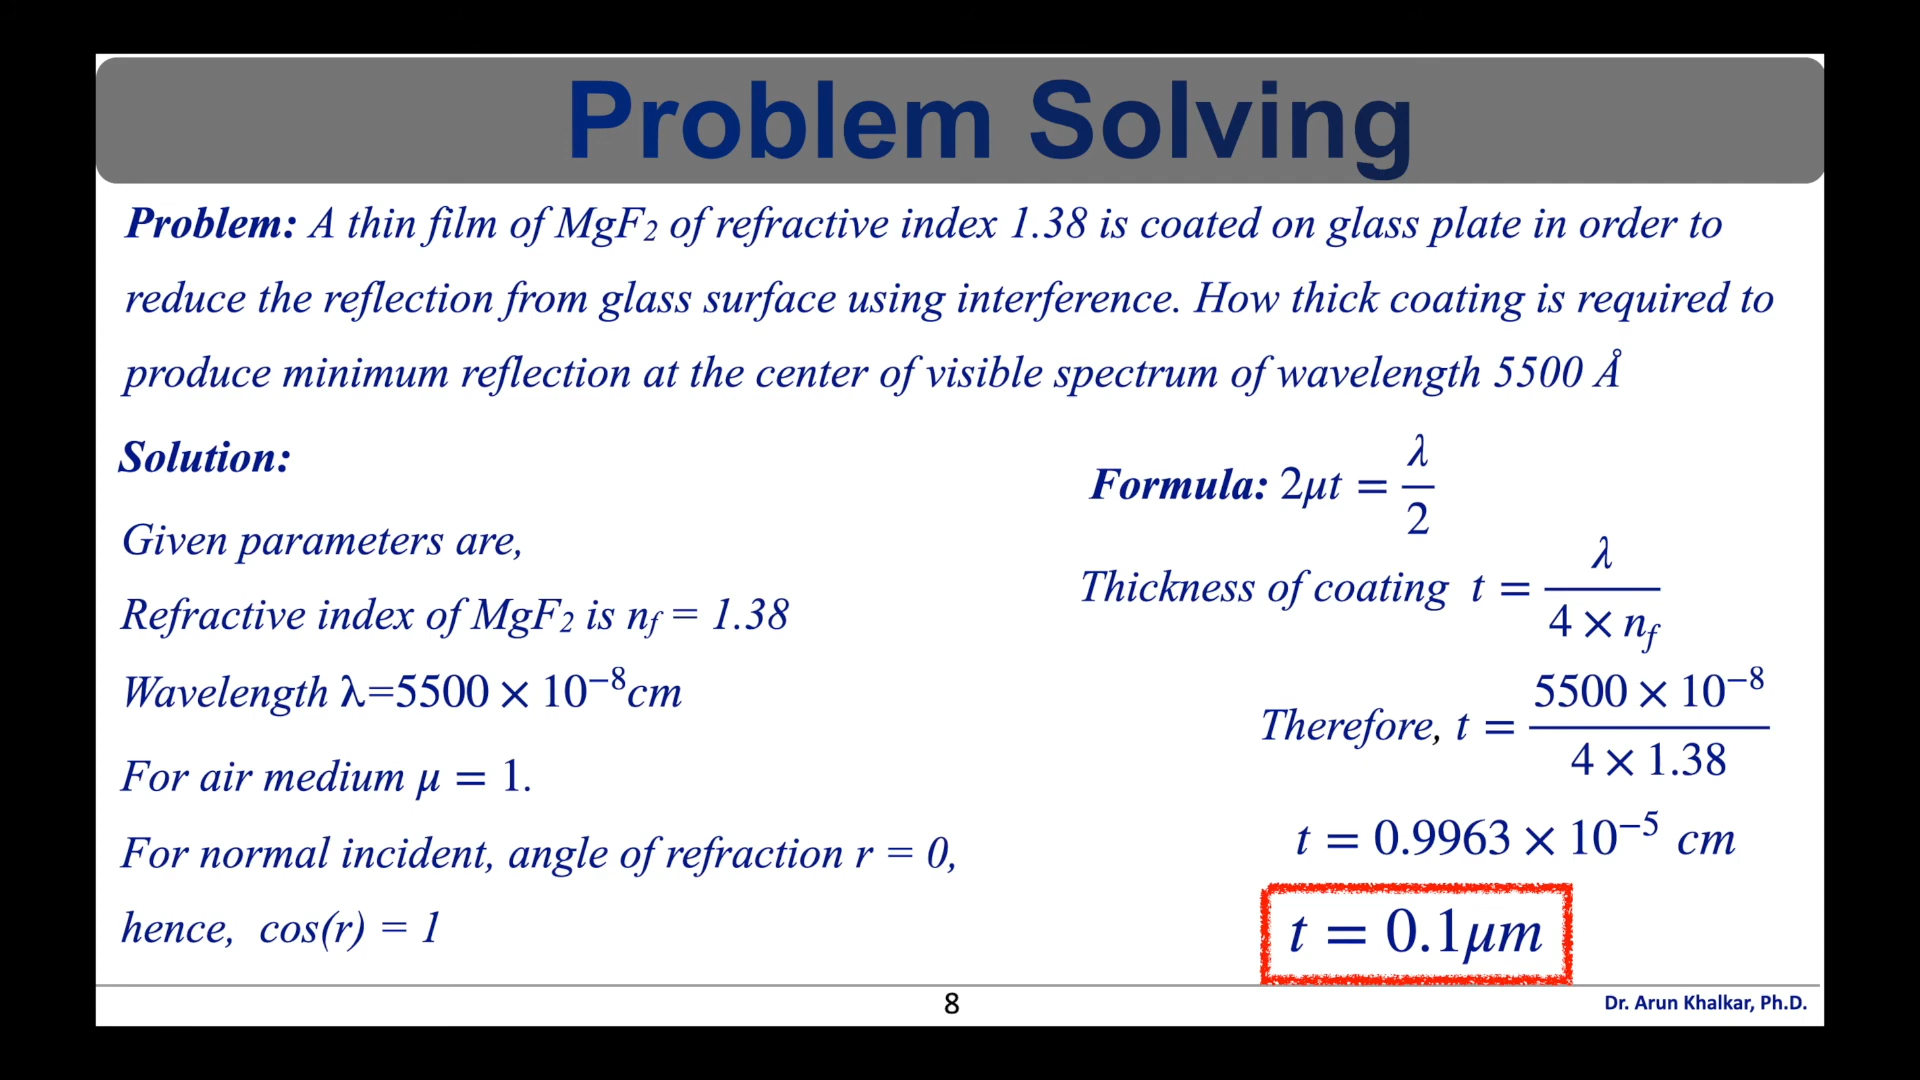 Problem Solving
Problem: A thin film of MgF₂ of refractive index 1.38 is coated on glass plate in order to
reduce the reflection from glass surface using interference. How thick coating is required to
produce minimum reflection at the center of visible spectrum of wavelength 5500 Å
Solution:
Given parameters are,
Refractive index of MgF₂ is n_f = 1.38
Wavelength λ=5500 × 10⁻⁸cm
For air medium μ = 1.
For normal incident, angle of refraction r = 0,
hence, cos(r) = 1
Formula: 2μt = λ/2
Thickness of coating t = λ/(4 × n_f)
Therefore, t = (5500 × 10⁻⁸)/(4 × 1.38)
t = 0.9963 × 10⁻⁵ cm
t = 0.1μm
8
Dr. Arun Khalkar, Ph.D.